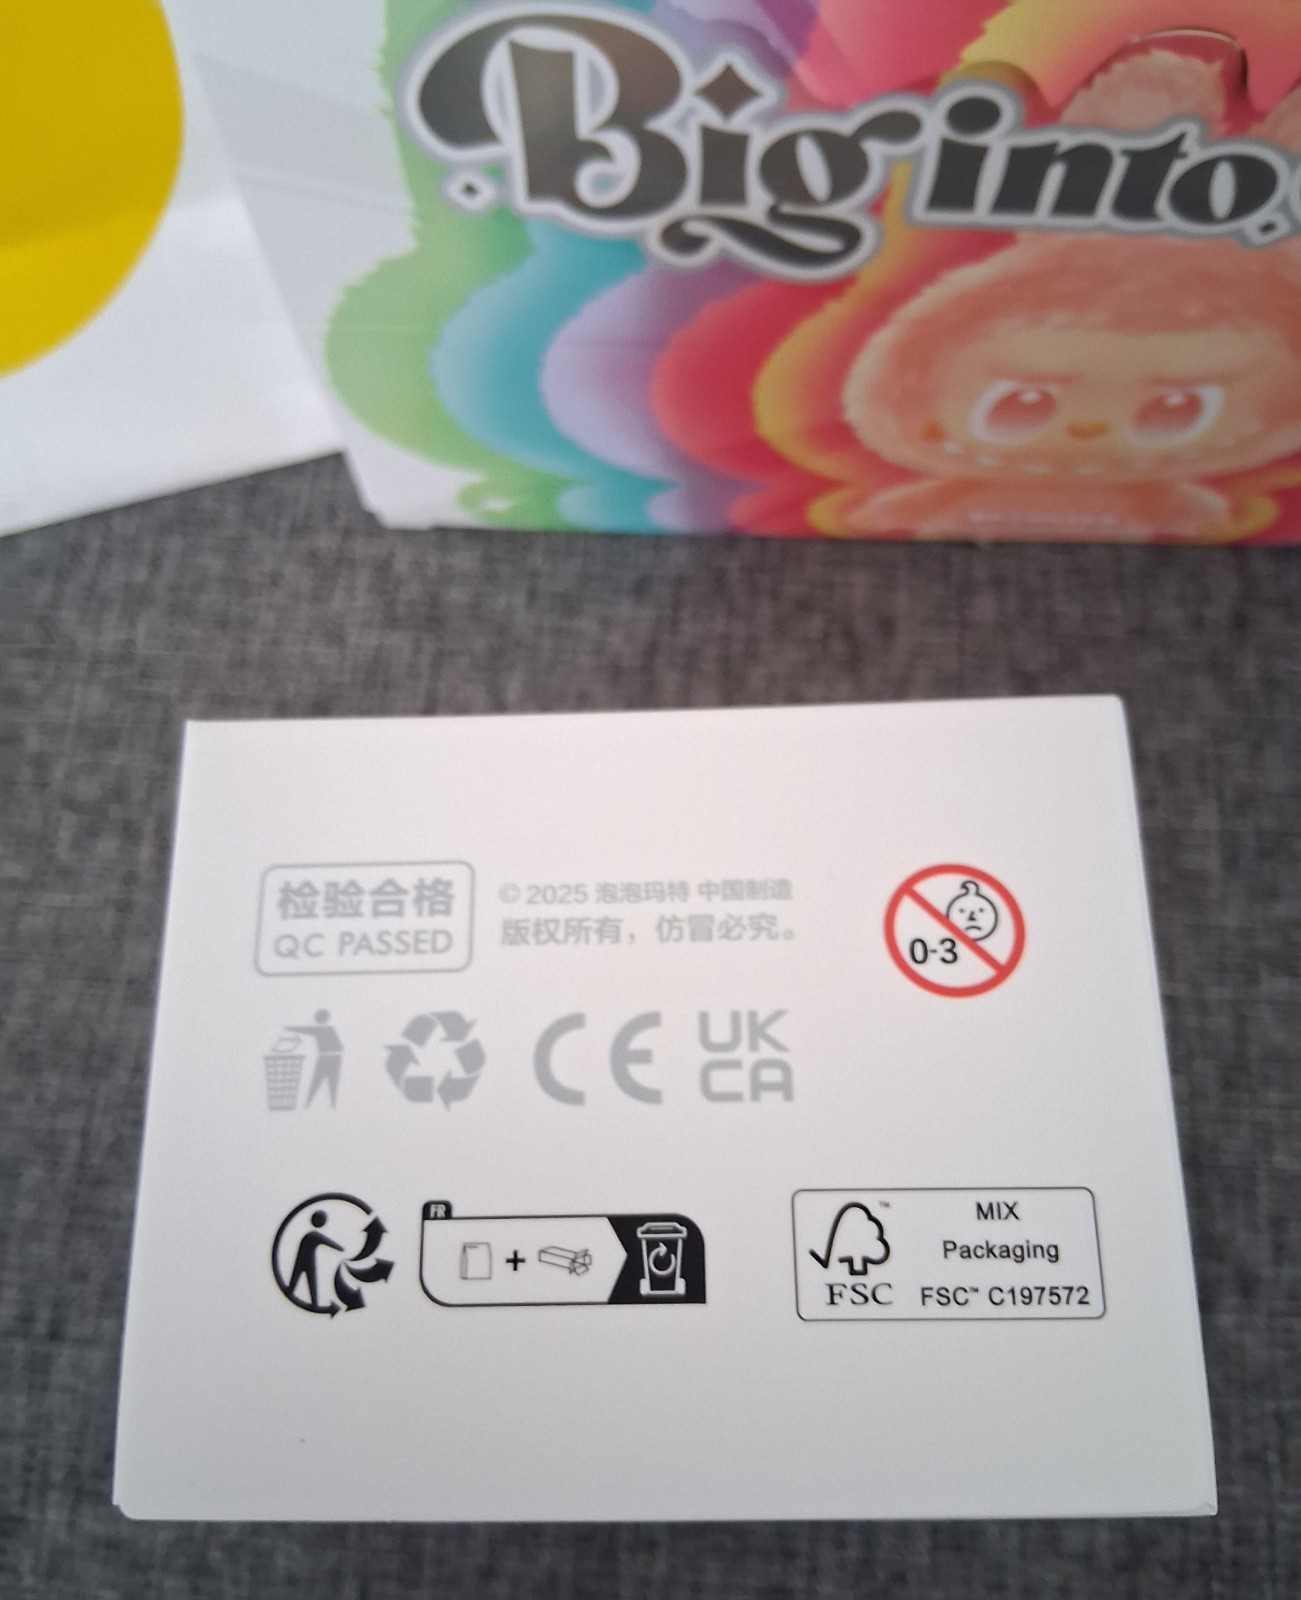 Big into
检验合格
QC PASSED
© 2025 泡泡玛特 中国制造
版权所有，仿冒必究。
0-3
CE
UK
CA
FR
+
FSC
MIX
Packaging
FSC™ C197572